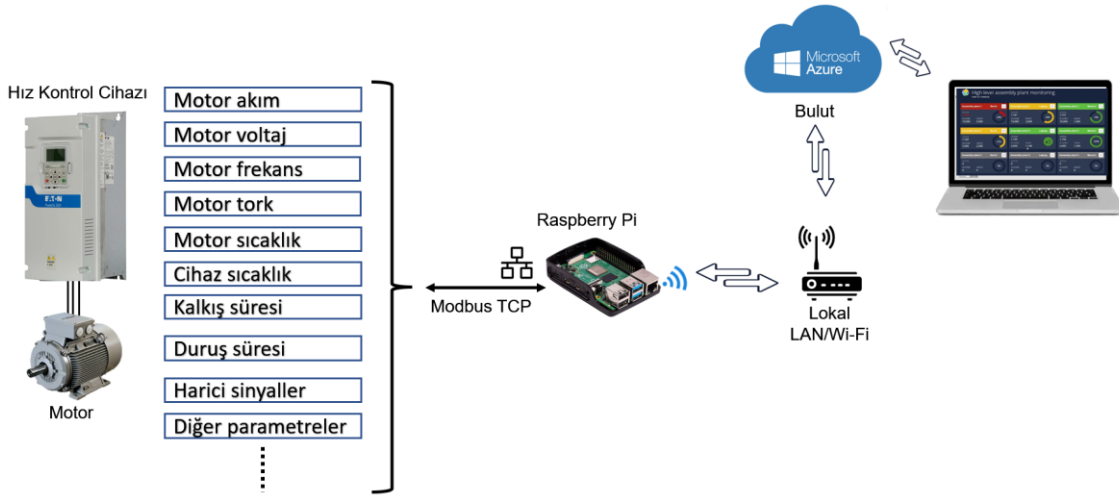 Hız Kontrol Cihazı
EATON
Motor
Motor akım
Motor voltaj
Motor frekans
Motor tork
Motor sıcaklık
Cihaz sıcaklık
Kalkış süresi
Duruş süresi
Harici sinyaller
Diğer parametreler
Modbus TCP
Raspberry Pi
Microsoft
Azure
Bulut
Lokal
LAN/Wi-Fi
High level assembly plant monitoring